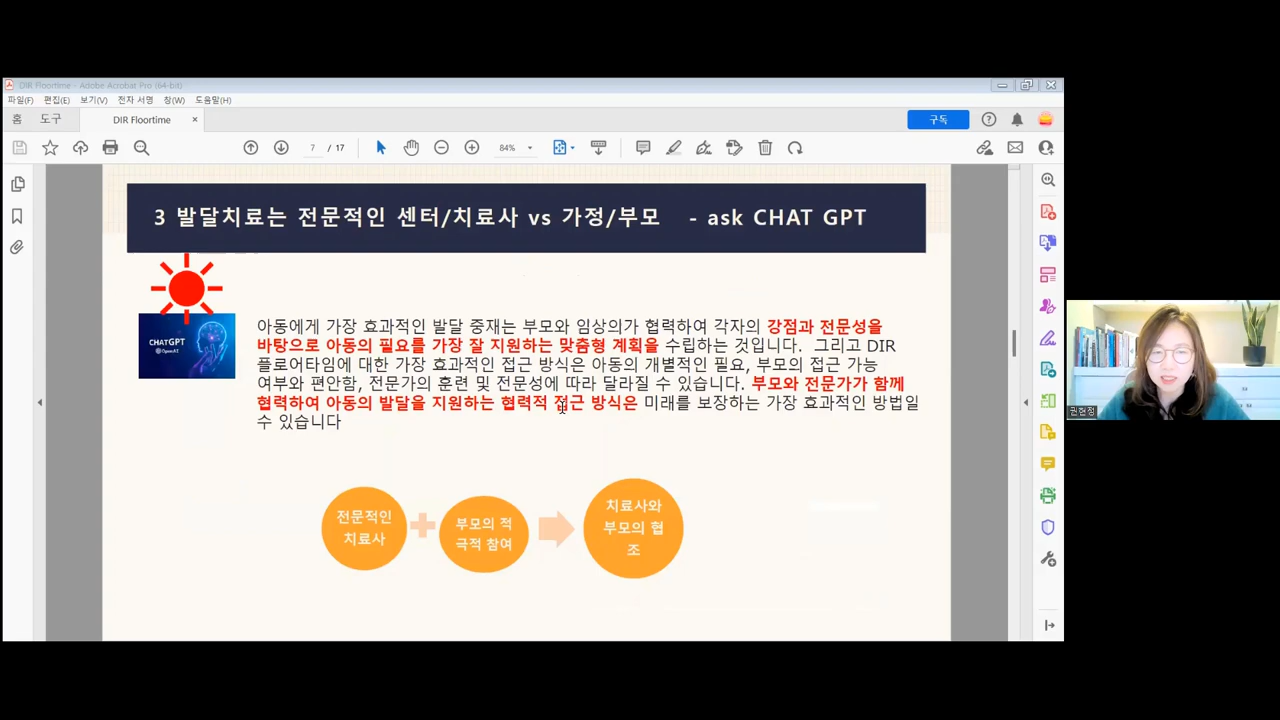 DIR Floortime - Adobe Acrobat Pro (64-bit)
파일(F) 편집(E) 보기(V) 전자 서명 창(W) 도움말(H)
홈 도구 DIR Floortime × 구독
7 / 17 84%
3 발달치료는 전문적인 센터/치료사 vs 가정/부모 - ask CHAT GPT
CHATGPT
OpenAI
아동에게 가장 효과적인 발달 중재는 부모와 임상의가 협력하여 각자의 강점과 전문성을
바탕으로 아동의 필요를 가장 잘 지원하는 맞춤형 계획을 수립하는 것입니다. 그리고 DIR
플로어타임에 대한 가장 효과적인 접근 방식은 아동의 개별적인 필요, 부모의 접근 가능
여부와 편안함, 전문가의 훈련 및 전문성에 따라 달라질 수 있습니다. 부모와 전문가가 함께
협력하여 아동의 발달을 지원하는 협력적 접근 방식은 미래를 보장하는 가장 효과적인 방법일
수 있습니다
전문적인
치료사
부모의 적
극적 참여
치료사와
부모의 협
조
권현정